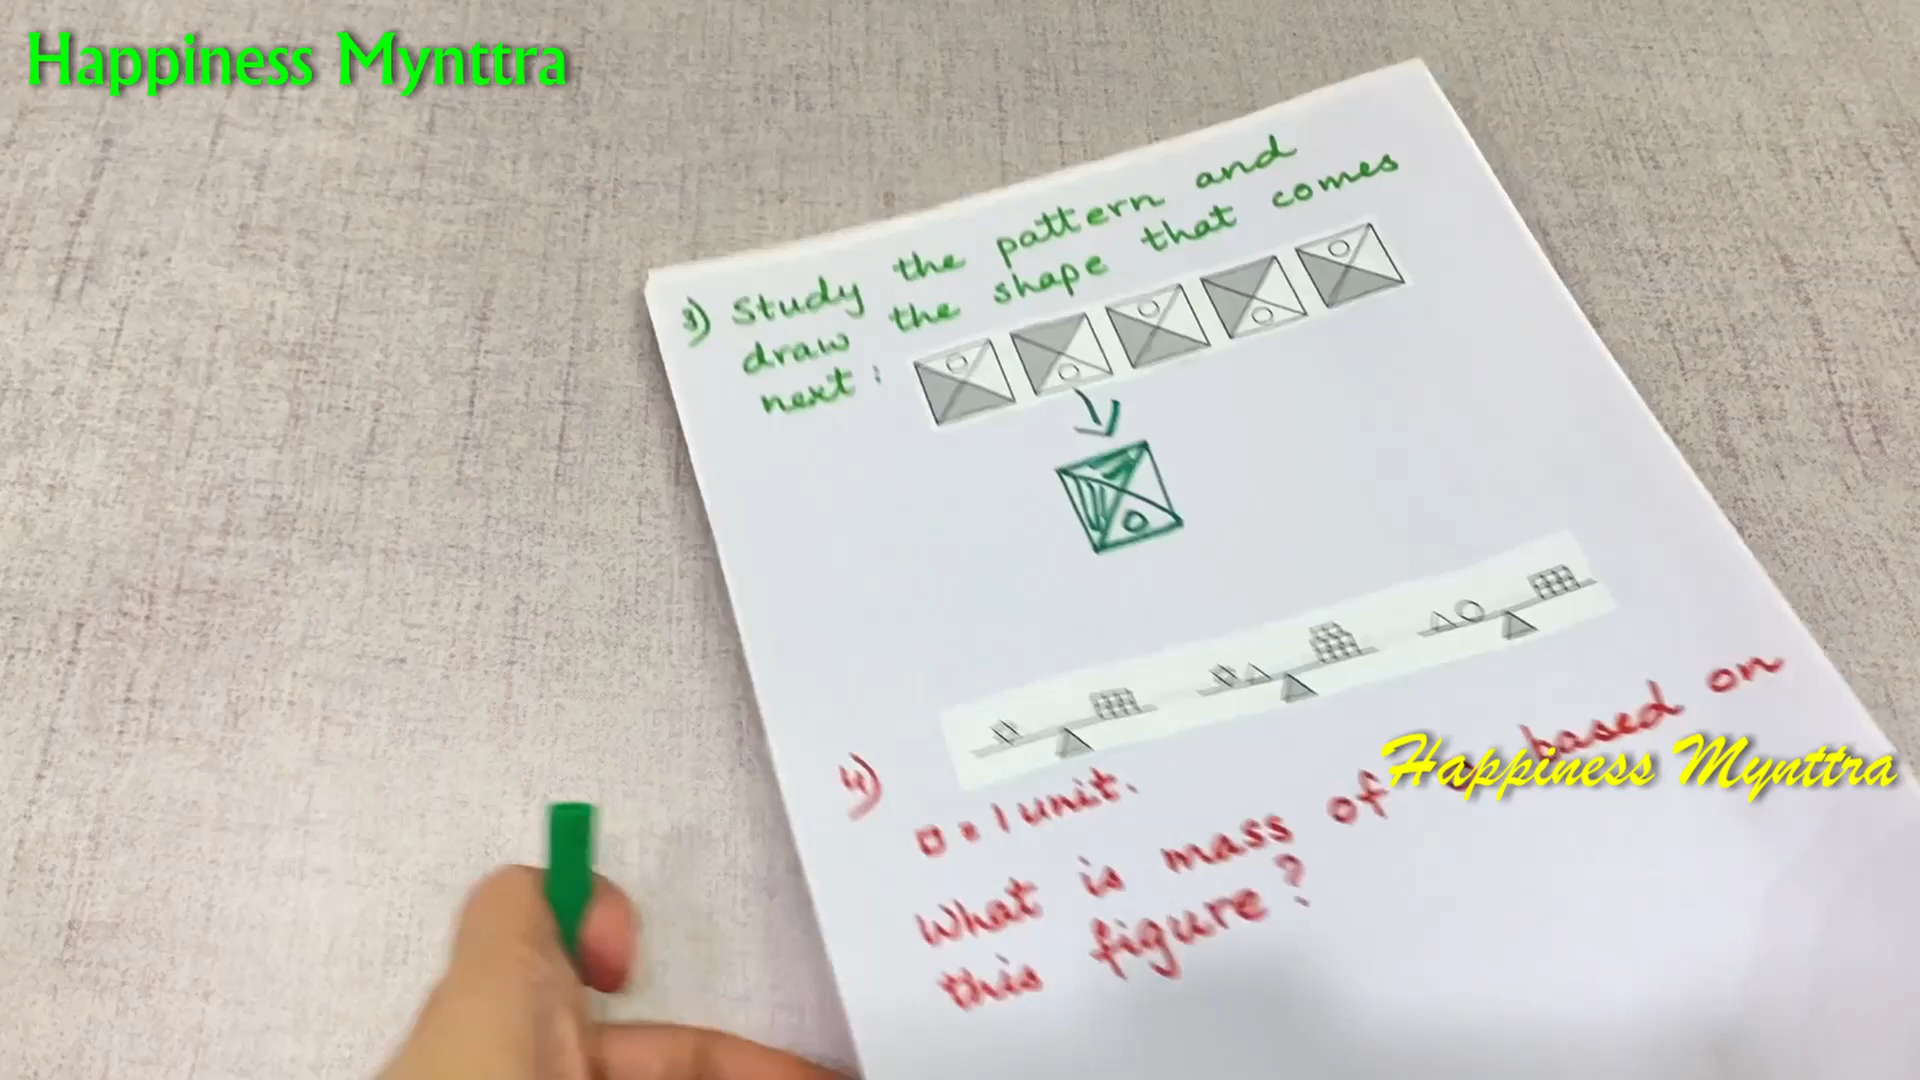 Happiness Mynttra
3) Study the pattern and
draw the shape that comes
next:
4)
□ = 1 unit.
What is mass of based on
this figure?
Happiness Mynttra